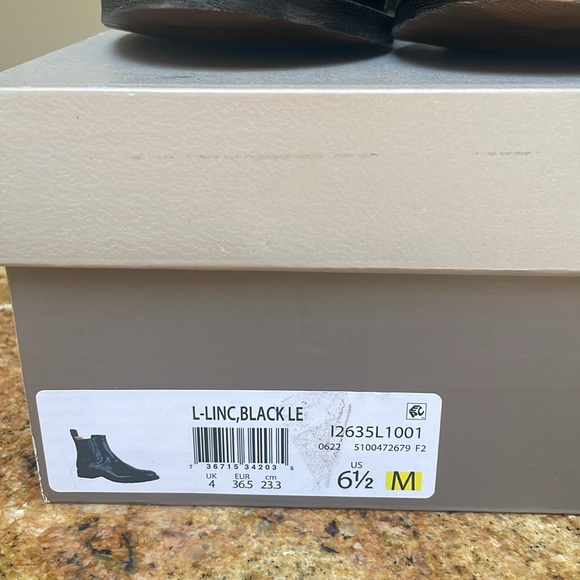 L-LINC,BLACK LE
I2635L1001
0622 5100472679 F2
7 36715 34203 5
UK EUR cm
4 36.5 23.3
US
6½ M